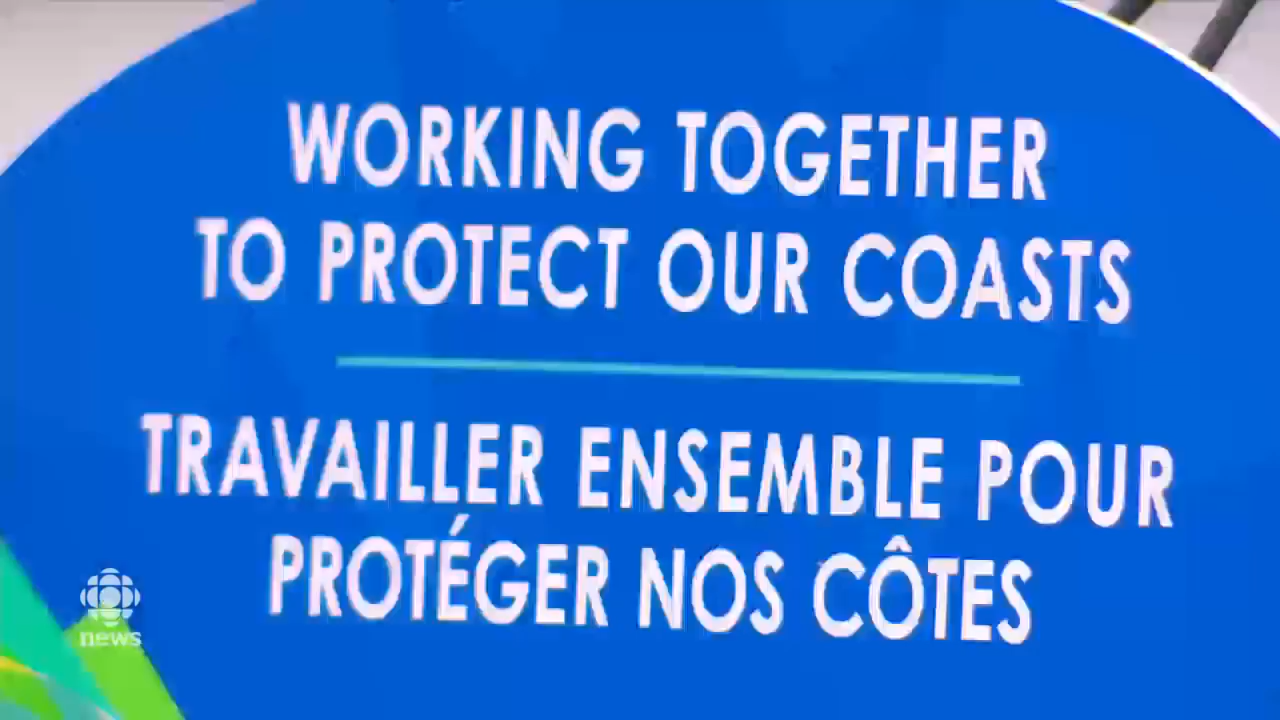 WORKING TOGETHER
TO PROTECT OUR COASTS
TRAVAILLER ENSEMBLE POUR
PROTÉGER NOS CÔTES
news